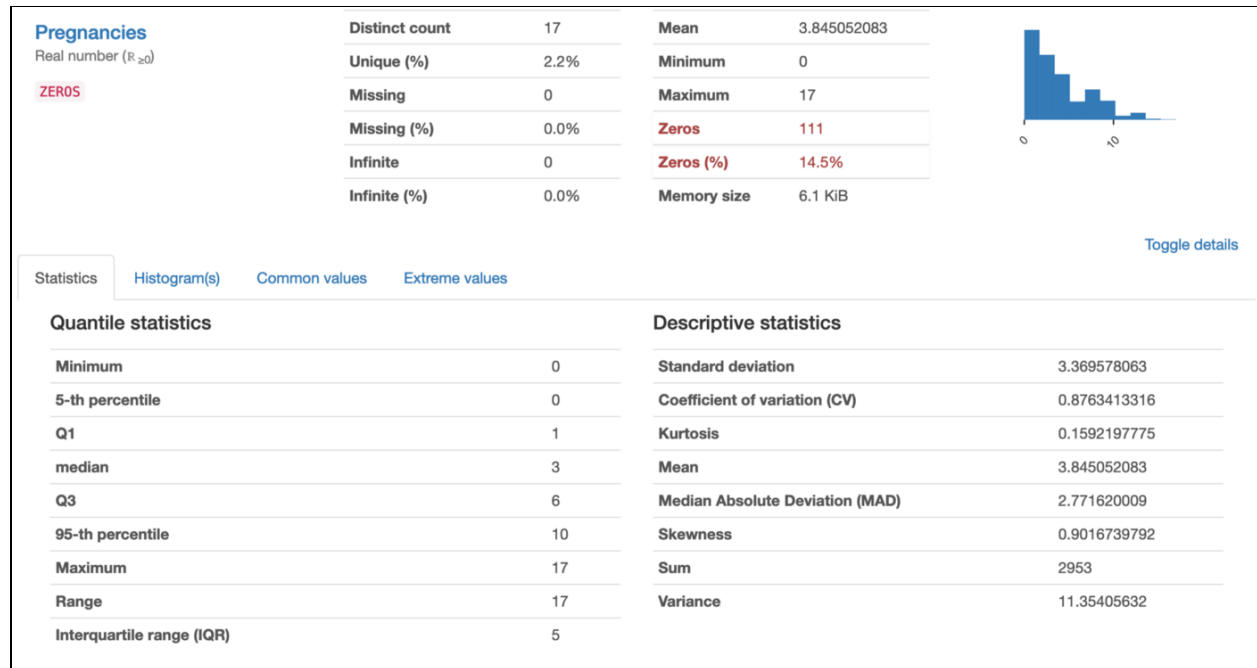 Pregnancies
Real number (ℝ ≥0)
ZEROS
Distinct count 17
Unique (%) 2.2%
Missing 0
Missing (%) 0.0%
Infinite 0
Infinite (%) 0.0%
Mean 3.845052083
Minimum 0
Maximum 17
Zeros 111
Zeros (%) 14.5%
Memory size 6.1 KiB
0 10
Toggle details
Statistics Histogram(s) Common values Extreme values
Quantile statistics
Minimum 0
5-th percentile 0
Q1 1
median 3
Q3 6
95-th percentile 10
Maximum 17
Range 17
Interquartile range (IQR) 5
Descriptive statistics
Standard deviation 3.369578063
Coefficient of variation (CV) 0.8763413316
Kurtosis 0.1592197775
Mean 3.845052083
Median Absolute Deviation (MAD) 2.771620009
Skewness 0.9016739792
Sum 2953
Variance 11.35405632